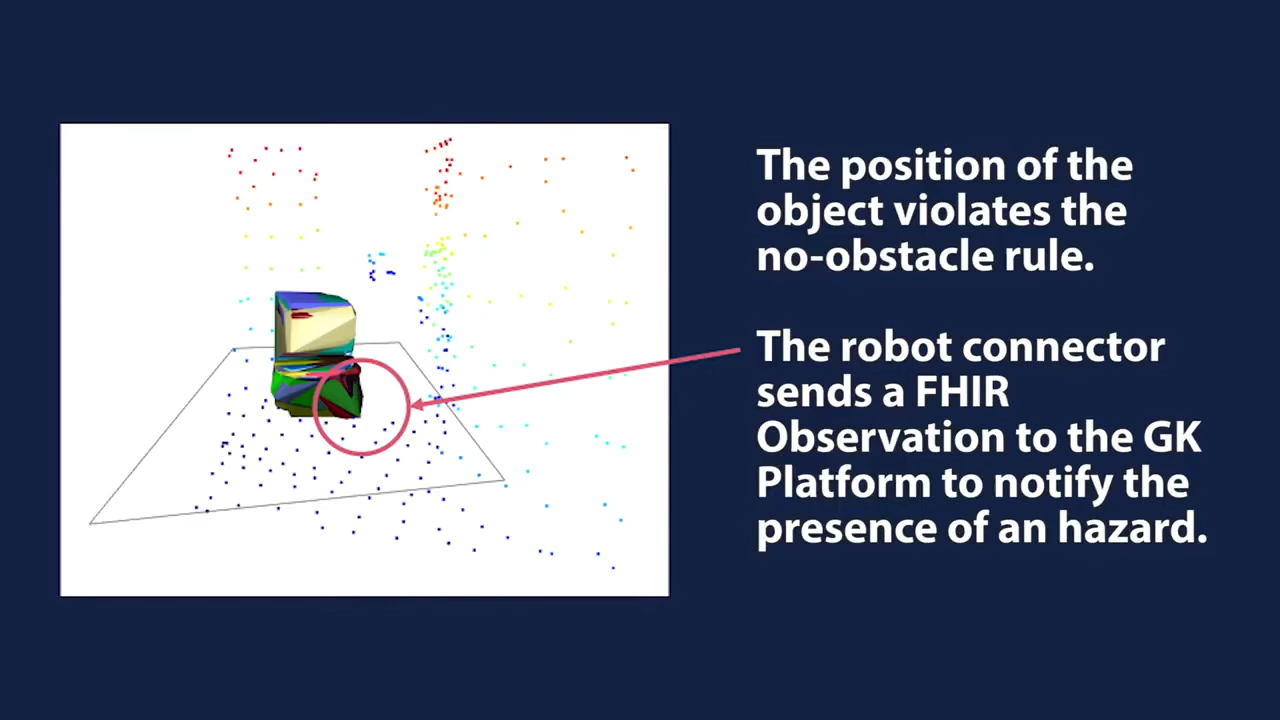 The position of the
object violates the
no-obstacle rule.
The robot connector
sends a FHIR
Observation to the GK
Platform to notify the
presence of an hazard.